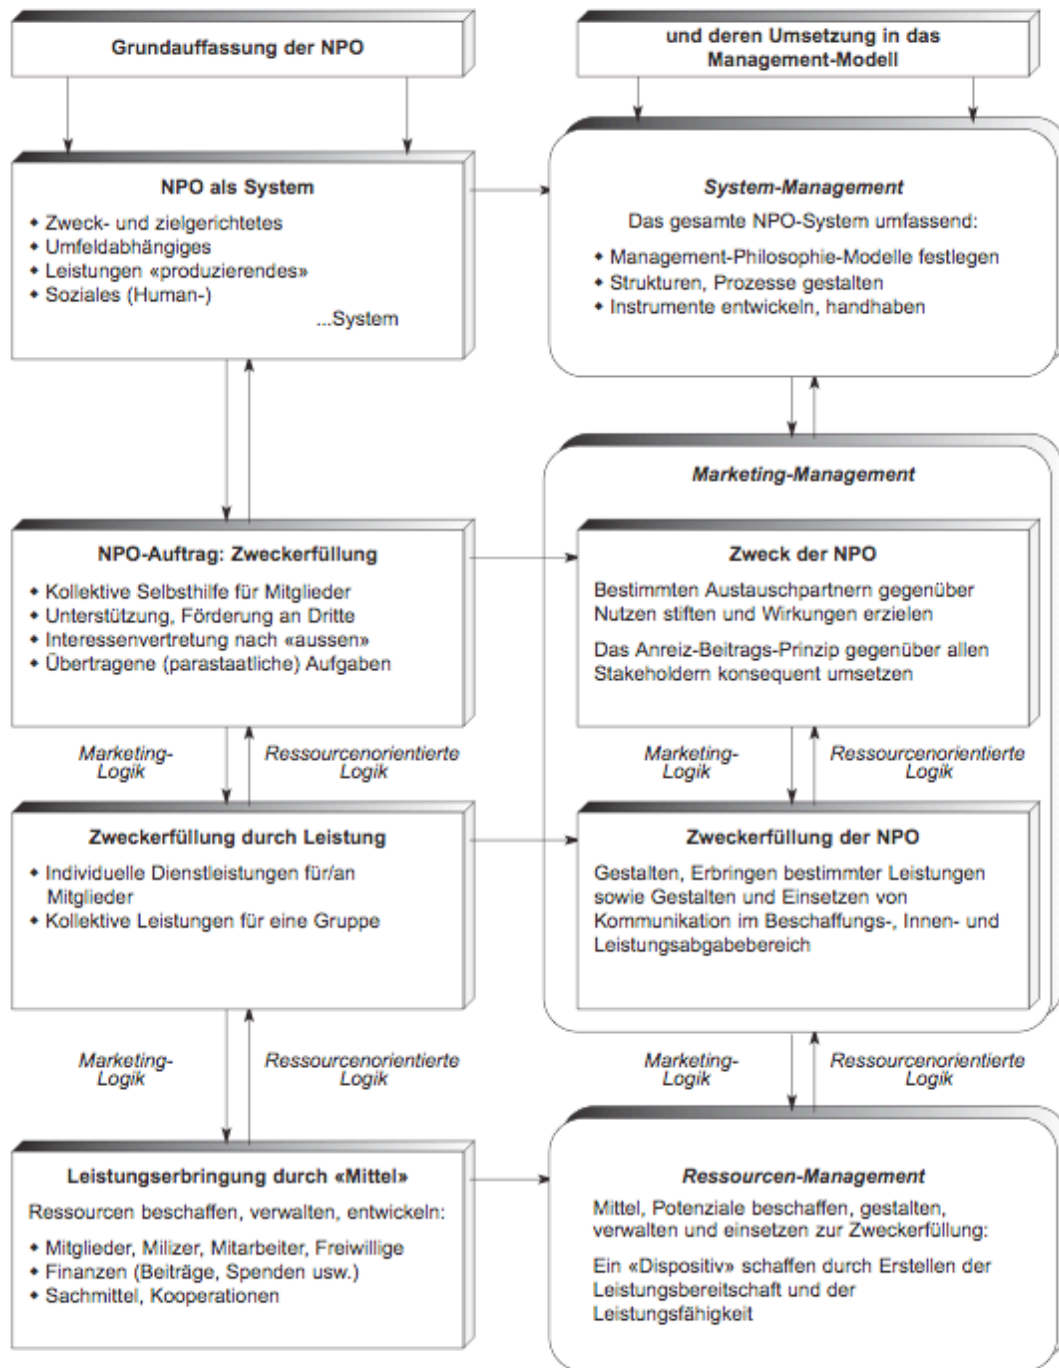 Grundauffassung der NPO
und deren Umsetzung in das
Management-Modell
NPO als System
◆ Zweck- und zielgerichtetes
◆ Umfeldabhängiges
◆ Leistungen «produzierendes»
◆ Soziales (Human-)
...System
System-Management
Das gesamte NPO-System umfassend:
◆ Management-Philosophie-Modelle festlegen
◆ Strukturen, Prozesse gestalten
◆ Instrumente entwickeln, handhaben
Marketing-Management
NPO-Auftrag: Zweckerfüllung
◆ Kollektive Selbsthilfe für Mitglieder
◆ Unterstützung, Förderung an Dritte
◆ Interessenvertretung nach «aussen»
◆ Übertragene (parastaatliche) Aufgaben
Zweck der NPO
Bestimmten Austauschpartnern gegenüber
Nutzen stiften und Wirkungen erzielen
Das Anreiz-Beitrags-Prinzip gegenüber allen
Stakeholdern konsequent umsetzen
Marketing-
Logik
Ressourcenorientierte
Logik
Marketing-
Logik
Ressourcenorientierte
Logik
Zweckerfüllung durch Leistung
◆ Individuelle Dienstleistungen für/an
Mitglieder
◆ Kollektive Leistungen für eine Gruppe
Zweckerfüllung der NPO
Gestalten, Erbringen bestimmter Leistungen
sowie Gestalten und Einsetzen von
Kommunikation im Beschaffungs-, Innen- und
Leistungsabgabebereich
Marketing-
Logik
Ressourcenorientierte
Logik
Marketing-
Logik
Ressourcenorientierte
Logik
Leistungserbringung durch «Mittel»
Ressourcen beschaffen, verwalten, entwickeln:
◆ Mitglieder, Milizer, Mitarbeiter, Freiwillige
◆ Finanzen (Beiträge, Spenden usw.)
◆ Sachmittel, Kooperationen
Ressourcen-Management
Mittel, Potenziale beschaffen, gestalten,
verwalten und einsetzen zur Zweckerfüllung:
Ein «Dispositiv» schaffen durch Erstellen der
Leistungsbereitschaft und der
Leistungsfähigkeit